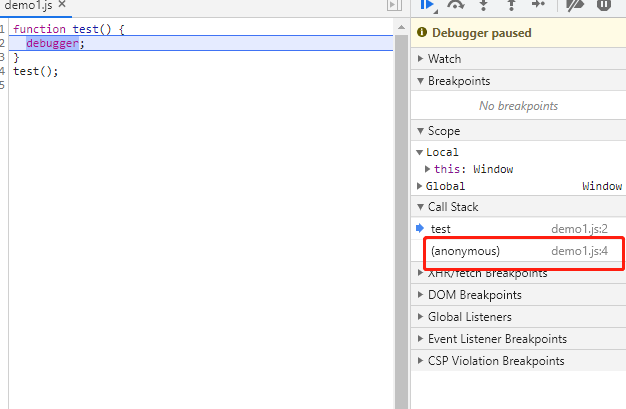 demo1.js ×
1 function test() {
2 debugger;
3 }
4 test();
5
Debugger paused
Watch
Breakpoints
No breakpoints
Scope
Local
this: Window
Global Window
Call Stack
test demo1.js:2
(anonymous) demo1.js:4
XHR/fetch Breakpoints
DOM Breakpoints
Global Listeners
Event Listener Breakpoints
CSP Violation Breakpoints